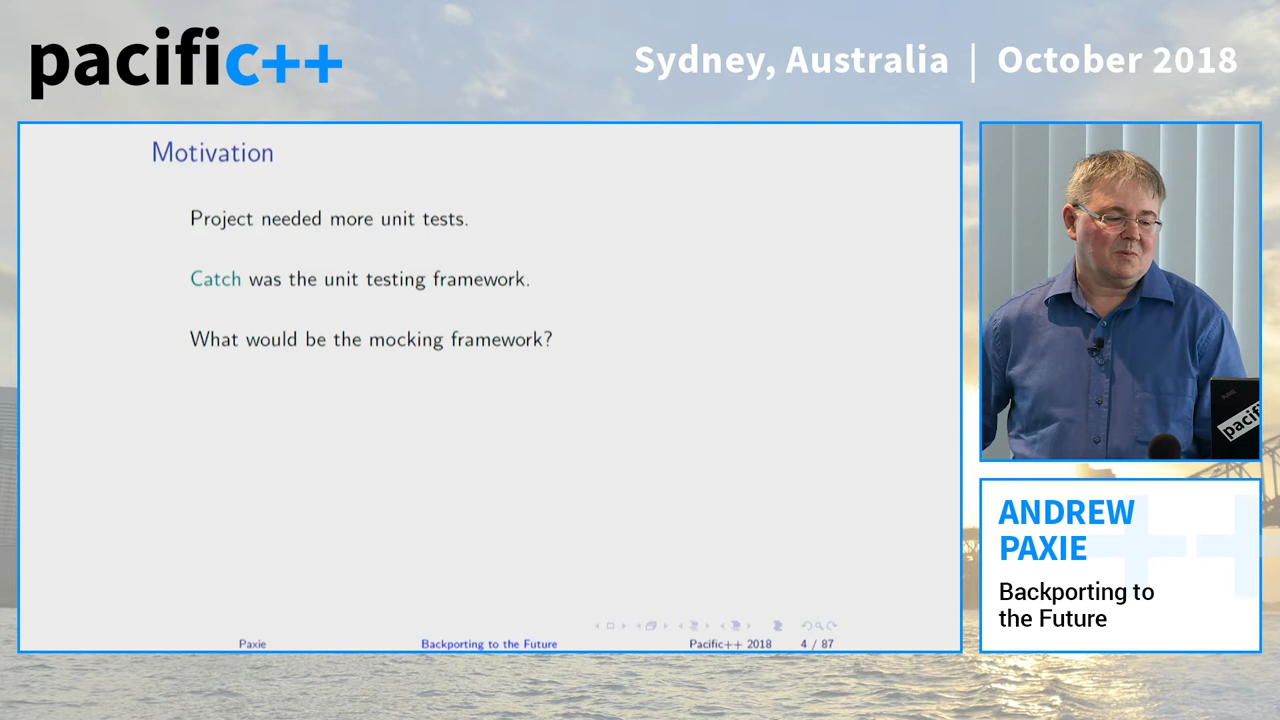 pacific++
Sydney, Australia | October 2018
Motivation
Project needed more unit tests.
Catch was the unit testing framework.
What would be the mocking framework?
Paxie
Backporting to the Future
Pacific++ 2018
4 / 87
pacifi
ANDREW
PAXIE
Backporting to
the Future